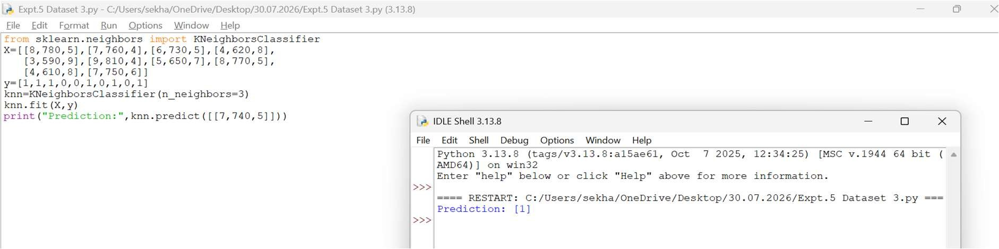 Expt.5 Dataset 3.py - C:/Users/sekha/OneDrive/Desktop/30.07.2026/Expt.5 Dataset 3.py (3.13.8)
File Edit Format Run Options Window Help
from sklearn.neighbors import KNeighborsClassifier
X=[[8,780,5],[7,760,4],[6,730,5],[4,620,8],
   [3,590,9],[9,810,4],[5,650,7],[8,770,5],
   [4,610,8],[7,750,6]]
y=[1,1,1,0,0,1,0,1,0,1]
knn=KNeighborsClassifier(n_neighbors=3)
knn.fit(X,y)
print("Prediction:",knn.predict([[7,740,5]]))
IDLE Shell 3.13.8
File Edit Shell Debug Options Window Help
Python 3.13.8 (tags/v3.13.8:a15ae61, Oct  7 2025, 12:34:25) [MSC v.1944 64 bit (
AMD64)] on win32
Enter "help" below or click "Help" above for more information.
>>>
==== RESTART: C:/Users/sekha/OneDrive/Desktop/30.07.2026/Expt.5 Dataset 3.py ===
Prediction: [1]
>>>